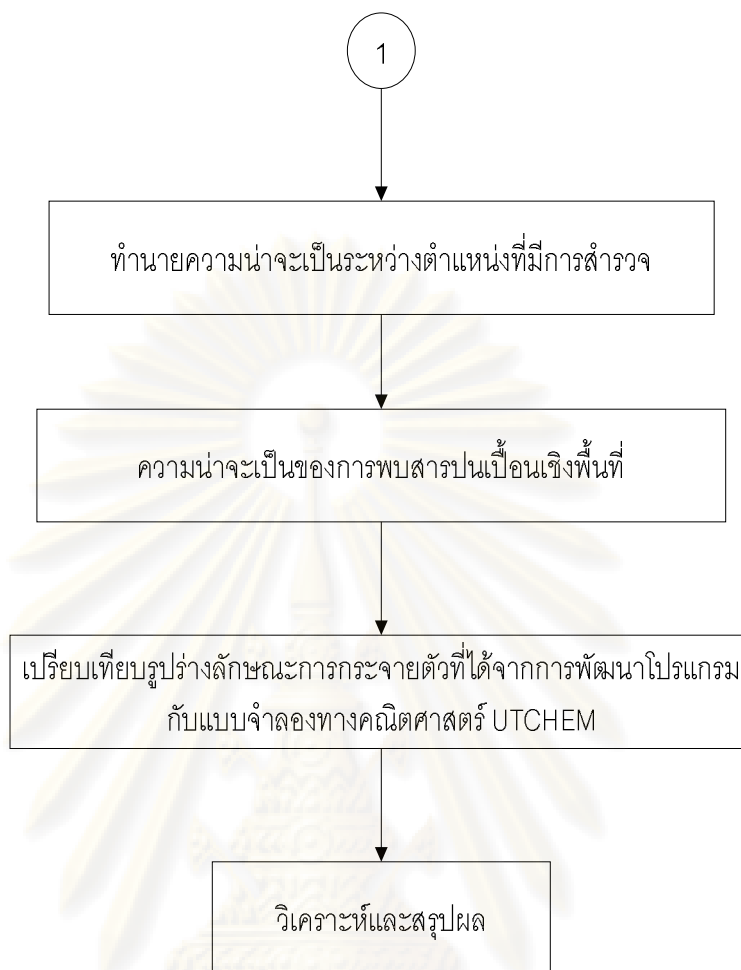 1
ทำนายความน่าจะเป็นระหว่างตำแหน่งที่มีการสำรวจ
ความน่าจะเป็นของการพบสารปนเปื้อนเชิงพื้นที่
เปรียบเทียบรูปร่างลักษณะการกระจายตัวที่ได้จากการพัฒนาโปรแกรม
กับแบบจำลองทางคณิตศาสตร์ UTCHEM
วิเคราะห์และสรุปผล